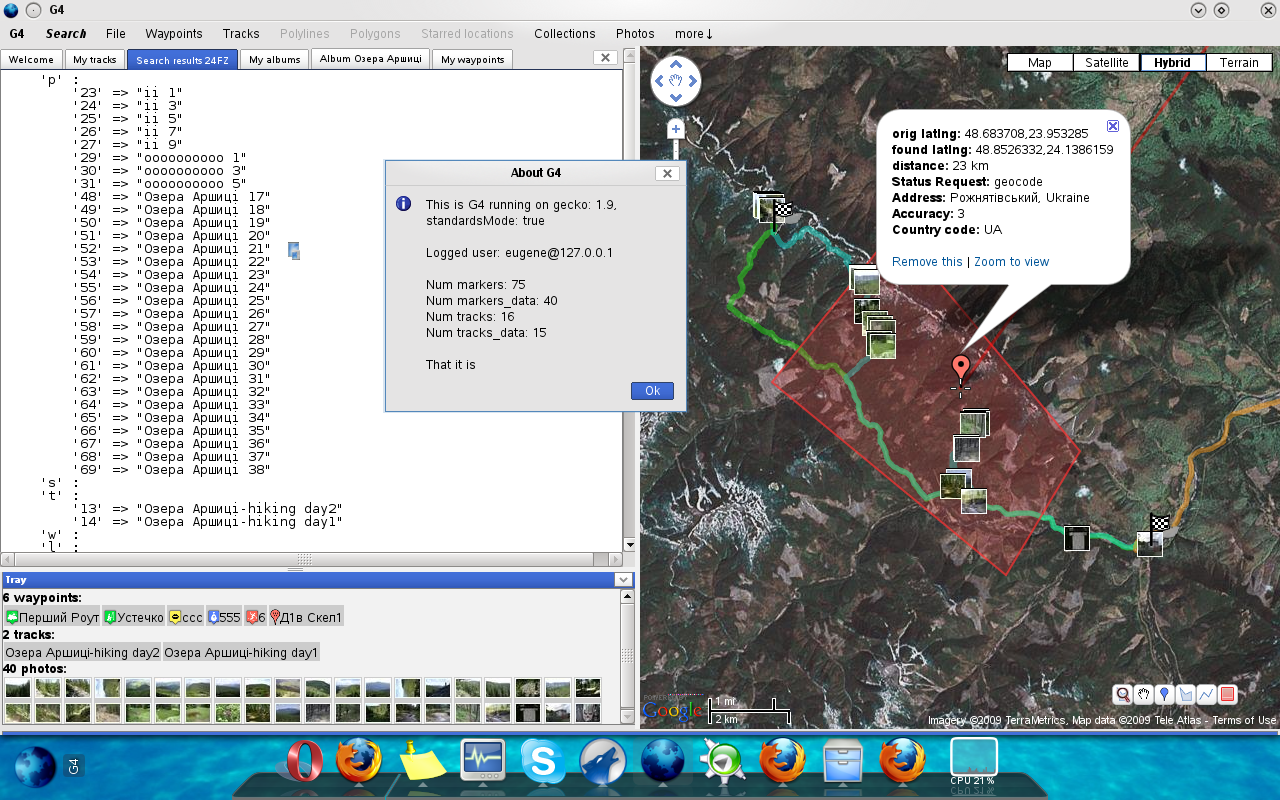 G4
G4 Search File Waypoints Tracks Polylines Polygons Starred locations Collections Photos more↓
Welcome My tracks Search results 24FZ My albums Album Озера Аршиці My waypoints
'p' :
'23' => "ii 1"
'24' => "ii 3"
'25' => "ii 5"
'26' => "ii 7"
'27' => "ii 9"
'29' => "oooooooooo 1"
'30' => "oooooooooo 3"
'31' => "oooooooooo 5"
'48' => "Озера Аршиці 17"
'49' => "Озера Аршиці 18"
'50' => "Озера Аршиці 19"
'51' => "Озера Аршиці 20"
'52' => "Озера Аршиці 21"
'53' => "Озера Аршиці 22"
'54' => "Озера Аршиці 23"
'55' => "Озера Аршиці 24"
'56' => "Озера Аршиці 25"
'57' => "Озера Аршиці 26"
'58' => "Озера Аршиці 27"
'59' => "Озера Аршиці 28"
'60' => "Озера Аршиці 29"
'61' => "Озера Аршиці 30"
'62' => "Озера Аршиці 31"
'63' => "Озера Аршиці 32"
'64' => "Озера Аршиці 33"
'65' => "Озера Аршиці 34"
'66' => "Озера Аршиці 35"
'67' => "Озера Аршиці 36"
'68' => "Озера Аршиці 37"
'69' => "Озера Аршиці 38"
's' :
't' :
'13' => "Озера Аршиці-hiking day2"
'14' => "Озера Аршиці-hiking day1"
'w' :
'l' :
About G4
This is G4 running on gecko: 1.9,
standardsMode: true
Logged user: eugene@127.0.0.1
Num markers: 75
Num markers_data: 40
Num tracks: 16
Num tracks_data: 15
That it is
Ok
Map Satellite Hybrid Terrain
orig latlng: 48.683708,23.953285
found latlng: 48.8526332,24.1386159
distance: 23 km
Status Request: geocode
Address: Рожнятівський, Ukraine
Accuracy: 3
Country code: UA
Remove this | Zoom to view
Tray
6 waypoints:
Перший Роут Устечко ссс 555 6 Д1в Скел1
2 tracks:
Озера Аршиці-hiking day2 Озера Аршиці-hiking day1
40 photos:
POWERED BY
Google
1 mi
2 km
Imagery ©2009 TerraMetrics, Map data ©2009 Tele Atlas - Terms of Use
G4
CPU 21%